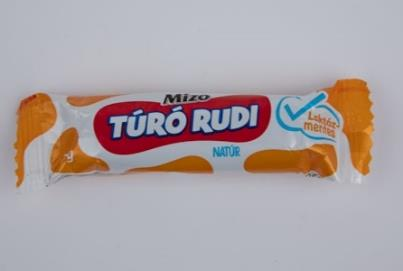 Mizo
TÚRÓ RUDI
NATÚR
Laktóz-
mentes